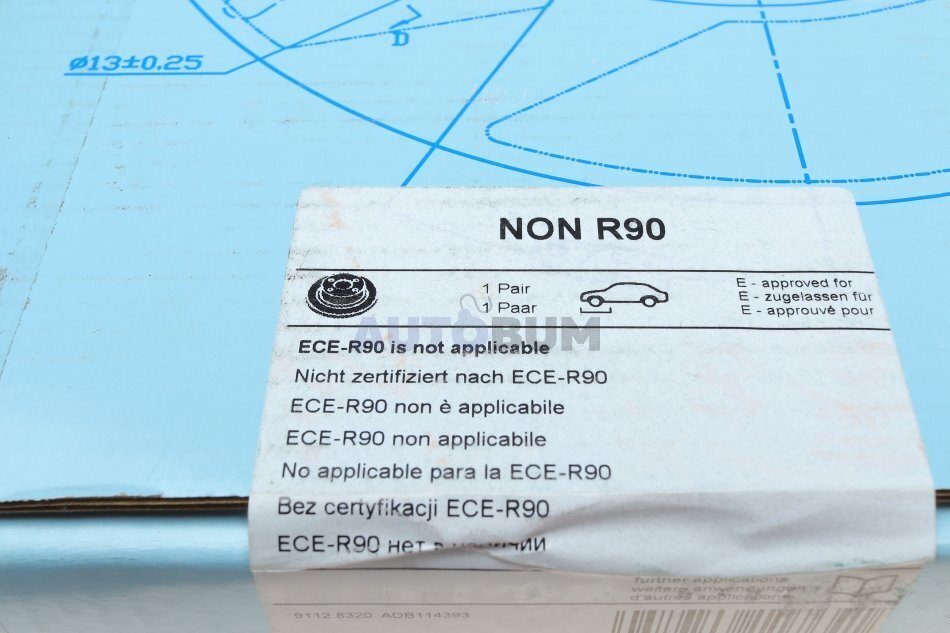 ø13±0.25
D
NON R90
1 Pair
1 Paar
E - approved for
E - zugelassen für
E - approuvé pour
AUTOBUM
ECE-R90 is not applicable
Nicht zertifiziert nach ECE-R90
ECE-R90 non è applicabile
ECE-R90 non applicabile
No applicable para la ECE-R90
Bez certyfikacji ECE-R90
ECE-R90 нет в
further applications
weitere anwendungen
d'autres applications
9112 8320 ADB114393